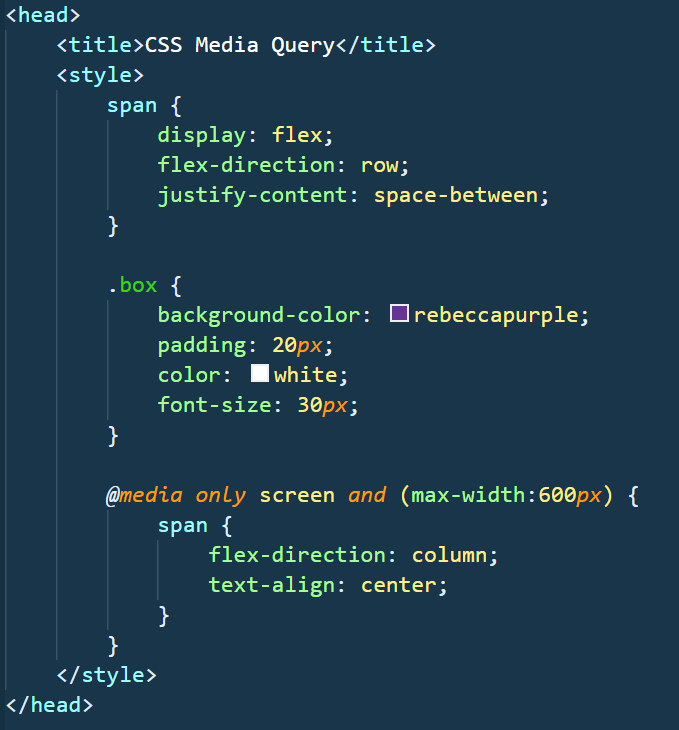 <head>
    <title>CSS Media Query</title>
    <style>
        span {
            display: flex;
            flex-direction: row;
            justify-content: space-between;
        }

        .box {
            background-color: rebeccapurple;
            padding: 20px;
            color: white;
            font-size: 30px;
        }

        @media only screen and (max-width:600px) {
            span {
                flex-direction: column;
                text-align: center;
            }
        }
    </style>
</head>